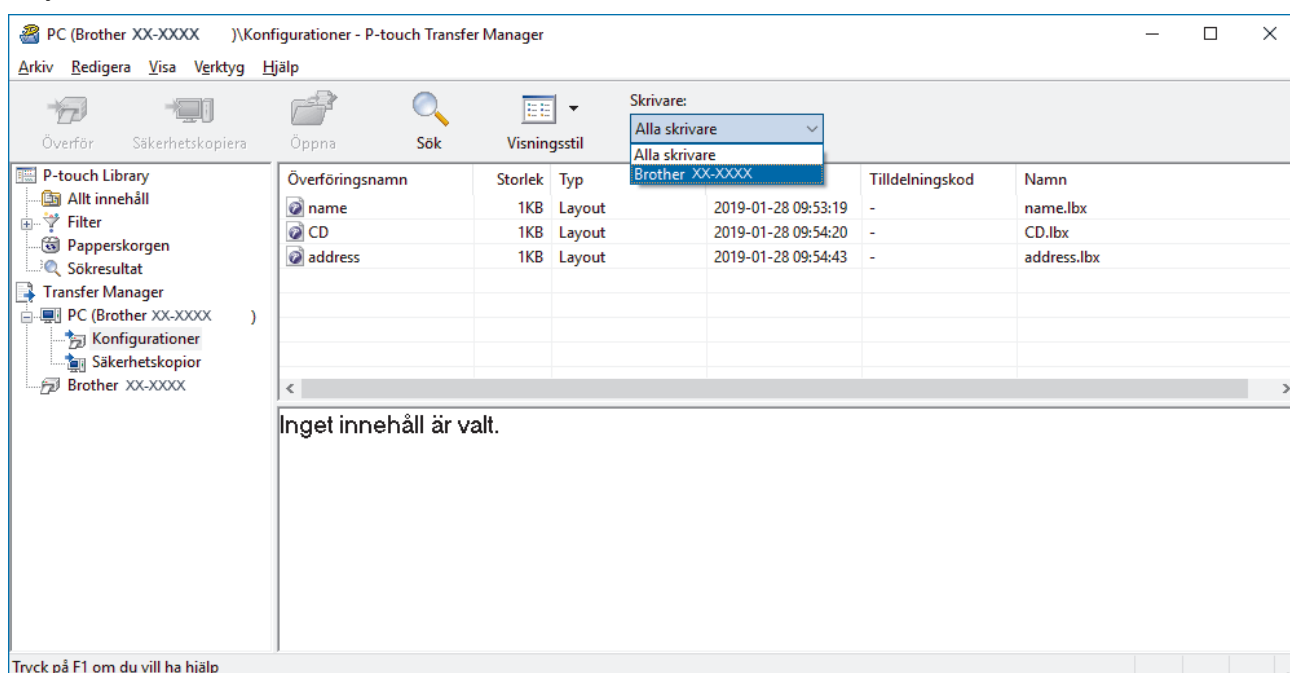 PC (Brother XX-XXXX )\Konfigurationer - P-touch Transfer Manager
Arkiv Redigera Visa Verktyg Hjälp
Skrivare:
Alla skrivare
Överför Säkerhetskopiera Öppna Sök Visningsstil
Alla skrivare
Brother XX-XXXX
P-touch Library
Allt innehåll
Filter
Papperskorgen
Sökresultat
Transfer Manager
PC (Brother XX-XXXX )
Konfigurationer
Säkerhetskopior
Brother XX-XXXX
Överföringsnamn Storlek Typ Tilldelningskod Namn
name 1KB Layout 2019-01-28 09:53:19 - name.lbx
CD 1KB Layout 2019-01-28 09:54:20 - CD.lbx
address 1KB Layout 2019-01-28 09:54:43 - address.lbx
Inget innehåll är valt.
Tryck på F1 om du vill ha hjälp